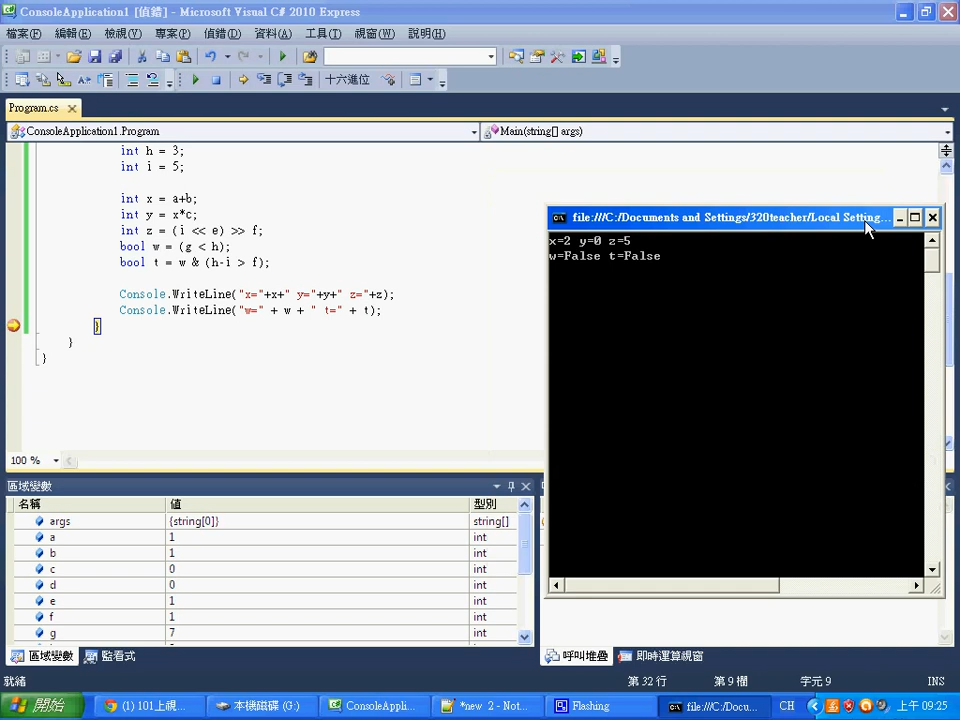 ConsoleApplication1 [偵錯] - Microsoft Visual C# 2010 Express
檔案(F) 編輯(E) 檢視(V) 專案(P) 偵錯(D) 資料(A) 工具(T) 視窗(W) 說明(H)
十六進位
Program.cs
ConsoleApplication1.Program
Main(string[] args)
int h = 3;
int i = 5;
int x = a+b;
int y = x*c;
int z = (i << e) >> f;
bool w = (g < h);
bool t = w & (h-i > f);
Console.WriteLine("x="+x+" y="+y+" z="+z);
Console.WriteLine("w=" + w + " t=" + t);
}
}
}
file:///C:/Documents and Settings/320teacher/Local Setting...
x=2 y=0 z=5
w=False t=False
100 %
區域變數
名稱 值 型別
args {string[0]} string[]
a 1 int
b 1 int
c 0 int
d 0 int
e 1 int
f 1 int
g 7 int
區域變數 監看式
呼叫堆疊 即時運算視窗
就緒 第 32 行 第 9 欄 字元 9 INS
開始 (1) 101上視... 本機磁碟 (G:) ConsoleAppli... *new 2 - Not... Flashing file:///C:/Docu... CH 上午 09:25